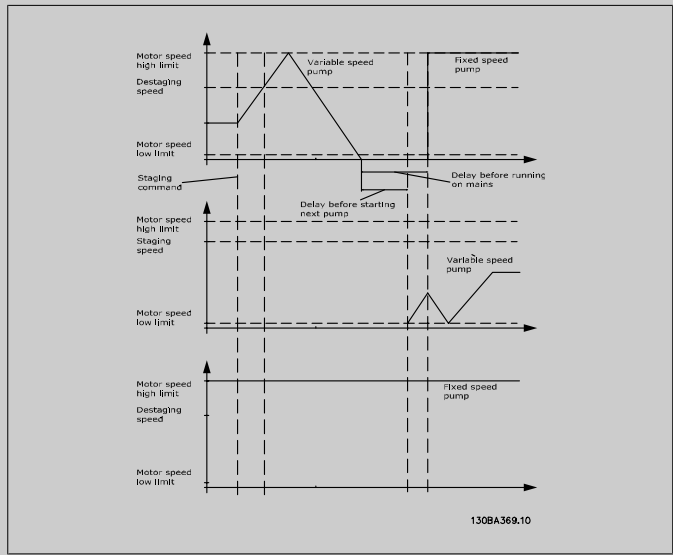 Motor speed
high limit
Variable speed
pump
Fixed speed
pump
Destaging
speed
Motor speed
low limit
Staging
command
Delay before running
on mains
Delay before starting
next pump
Motor speed
high limit
Staging
speed
Variable speed
pump
Motor speed
low limit
Motor speed
high limit
Fixed speed
pump
Destaging
speed
Motor speed
low limit
130BA369.10